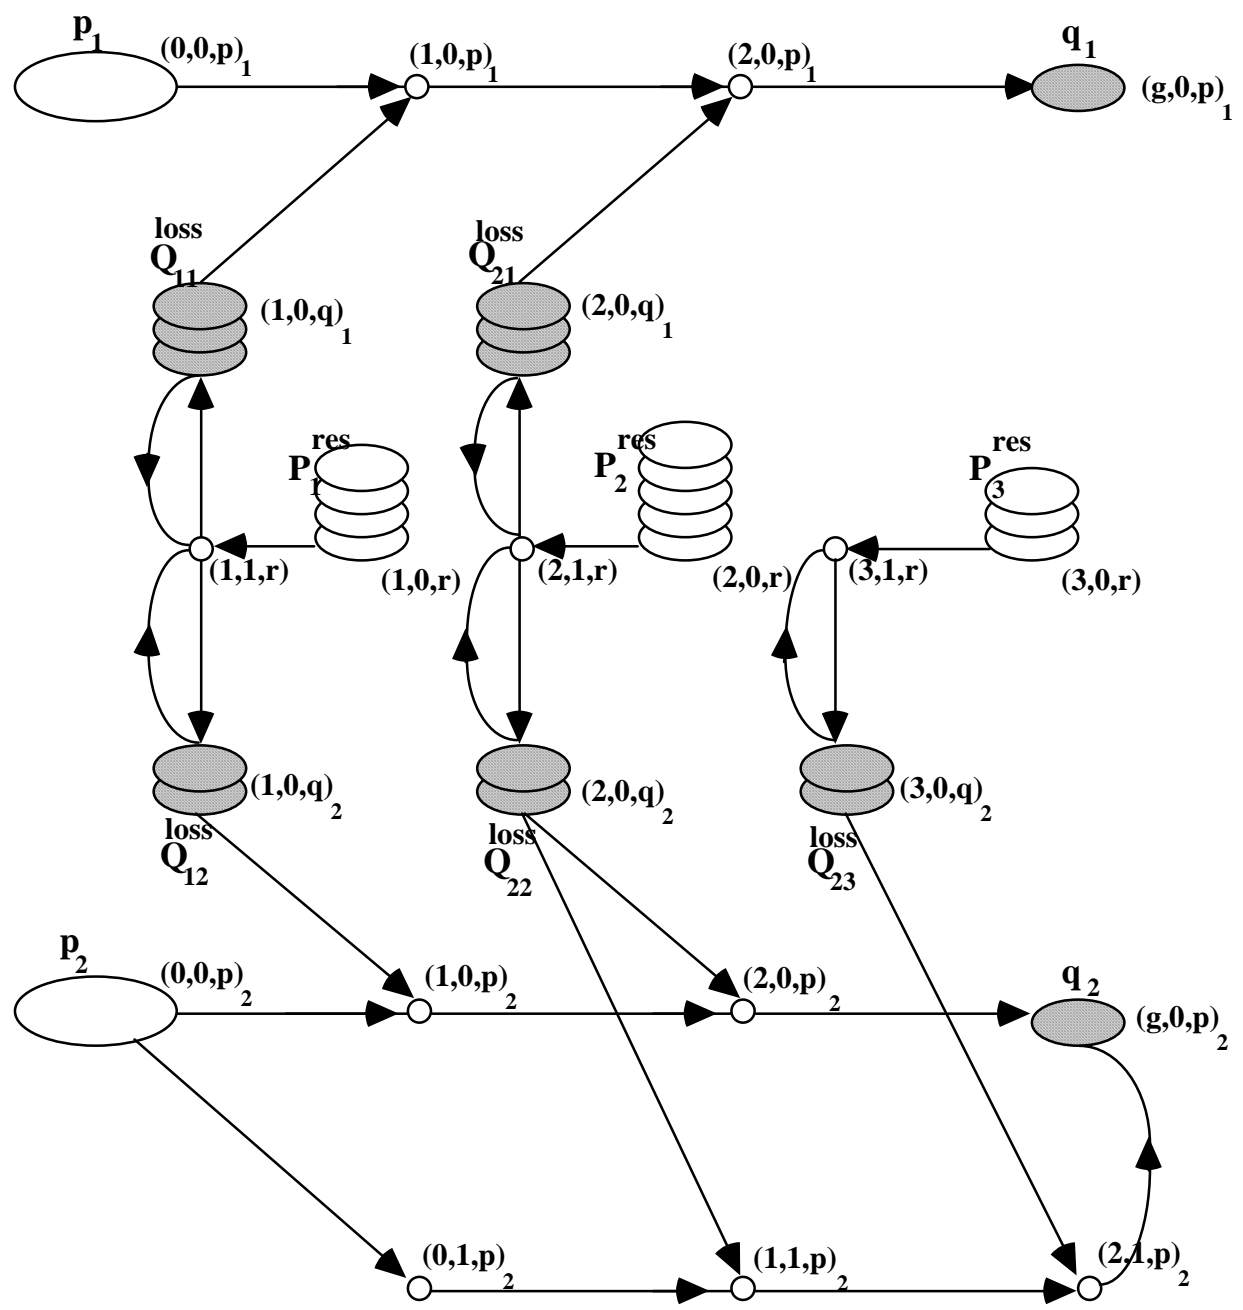 p1 (0,0,p)1 (1,0,p)1 (2,0,p)1 q1
(g,0,p)1
loss loss
Q11 Q21
(1,0,q)1 (2,0,q)1
res res res
P1 P2 P3
(1,1,r) (1,0,r) (2,1,r) (2,0,r) (3,1,r) (3,0,r)
(1,0,q)2 (2,0,q)2 (3,0,q)2
loss loss loss
Q12 Q22 Q23
p2 (0,0,p)2 (1,0,p)2 (2,0,p)2 q2
(g,0,p)2
(0,1,p)2 (1,1,p)2 (2,1,p)2